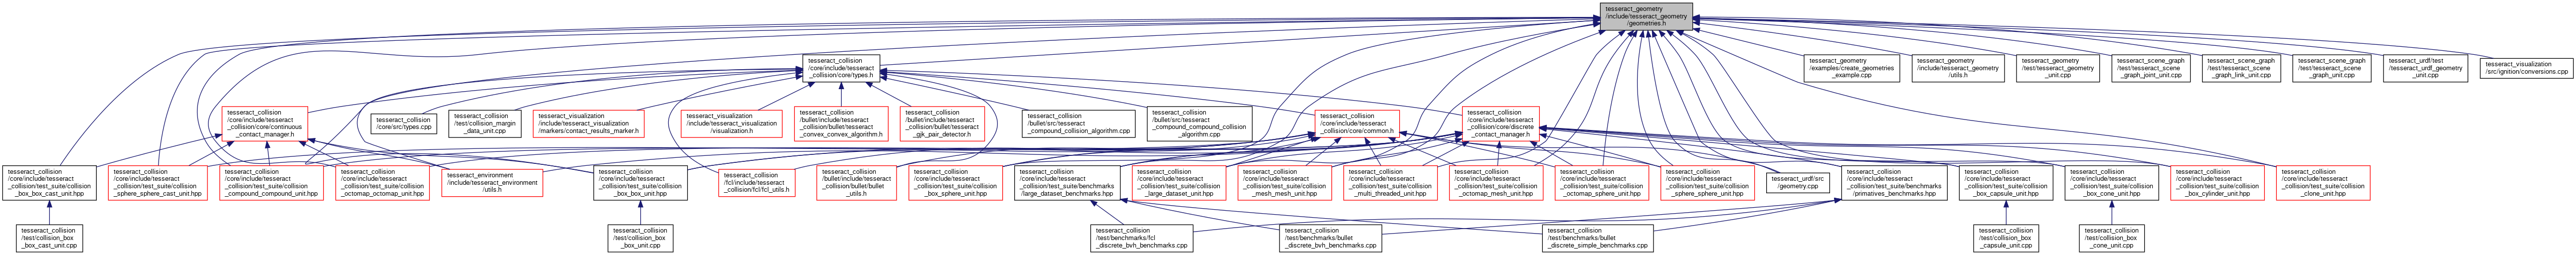 tesseract_geometry
/include/tesseract_geometry
/geometries.h
tesseract_collision
/core/include/tesseract
_collision/core/types.h
tesseract_geometry
/examples/create_geometries
_example.cpp
tesseract_geometry
/include/tesseract_geometry
/utils.h
tesseract_geometry
/test/tesseract_geometry
_unit.cpp
tesseract_scene_graph
/test/tesseract_scene
_graph_joint_unit.cpp
tesseract_scene_graph
/test/tesseract_scene
_graph_link_unit.cpp
tesseract_scene_graph
/test/tesseract_scene
_graph_unit.cpp
tesseract_urdf/test
/tesseract_urdf_geometry
_unit.cpp
tesseract_visualization
/src/ignition/conversions.cpp
tesseract_collision
/core/include/tesseract
_collision/core/continuous
_contact_manager.h
tesseract_collision
/core/src/types.cpp
tesseract_collision
/test/collision_margin
_data_unit.cpp
tesseract_visualization
/include/tesseract_visualization
/markers/contact_results_marker.h
tesseract_visualization
/include/tesseract_visualization
/visualization.h
tesseract_collision
/bullet/include/tesseract
_collision/bullet/tesseract
_convex_convex_algorithm.h
tesseract_collision
/bullet/include/tesseract
_collision/bullet/tesseract
_gjk_pair_detector.h
tesseract_collision
/bullet/src/tesseract
_compound_collision_algorithm.cpp
tesseract_collision
/bullet/src/tesseract
_compound_compound_collision
_algorithm.cpp
tesseract_collision
/core/include/tesseract
_collision/core/common.h
tesseract_collision
/core/include/tesseract
_collision/core/discrete
_contact_manager.h
tesseract_collision
/core/include/tesseract
_collision/test_suite/collision
_box_box_cast_unit.hpp
tesseract_collision
/core/include/tesseract
_collision/test_suite/collision
_sphere_sphere_cast_unit.hpp
tesseract_collision
/core/include/tesseract
_collision/test_suite/collision
_compound_compound_unit.hpp
tesseract_collision
/core/include/tesseract
_collision/test_suite/collision
_octomap_octomap_unit.hpp
tesseract_environment
/include/tesseract_environment
/utils.h
tesseract_collision
/core/include/tesseract
_collision/test_suite/collision
_box_box_unit.hpp
tesseract_collision
/fcl/include/tesseract
_collision/fcl/fcl_utils.h
tesseract_collision
/bullet/include/tesseract
_collision/bullet/bullet
_utils.h
tesseract_collision
/core/include/tesseract
_collision/test_suite/collision
_box_sphere_unit.hpp
tesseract_collision
/core/include/tesseract
_collision/test_suite/benchmarks
/large_dataset_benchmarks.hpp
tesseract_collision
/core/include/tesseract
_collision/test_suite/collision
_large_dataset_unit.hpp
tesseract_collision
/core/include/tesseract
_collision/test_suite/collision
_mesh_mesh_unit.hpp
tesseract_collision
/core/include/tesseract
_collision/test_suite/collision
_multi_threaded_unit.hpp
tesseract_collision
/core/include/tesseract
_collision/test_suite/collision
_octomap_mesh_unit.hpp
tesseract_collision
/core/include/tesseract
_collision/test_suite/collision
_octomap_sphere_unit.hpp
tesseract_collision
/core/include/tesseract
_collision/test_suite/collision
_sphere_sphere_unit.hpp
tesseract_urdf/src
/geometry.cpp
tesseract_collision
/core/include/tesseract
_collision/test_suite/benchmarks
/primatives_benchmarks.hpp
tesseract_collision
/core/include/tesseract
_collision/test_suite/collision
_box_capsule_unit.hpp
tesseract_collision
/core/include/tesseract
_collision/test_suite/collision
_box_cone_unit.hpp
tesseract_collision
/core/include/tesseract
_collision/test_suite/collision
_box_cylinder_unit.hpp
tesseract_collision
/core/include/tesseract
_collision/test_suite/collision
_clone_unit.hpp
tesseract_collision
/test/collision_box
_box_cast_unit.cpp
tesseract_collision
/test/collision_box
_box_unit.cpp
tesseract_collision
/test/benchmarks/fcl
_discrete_bvh_benchmarks.cpp
tesseract_collision
/test/benchmarks/bullet
_discrete_bvh_benchmarks.cpp
tesseract_collision
/test/benchmarks/bullet
_discrete_simple_benchmarks.cpp
tesseract_collision
/test/collision_box
_capsule_unit.cpp
tesseract_collision
/test/collision_box
_cone_unit.cpp